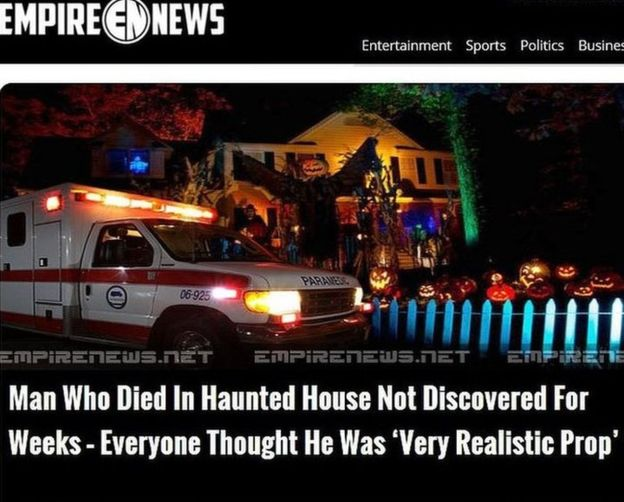 EMPIRE EN NEWS
Entertainment Sports Politics Busines
06-925
PARAMEDIC
EMPIRENEWS.NET EMPIRENEWS.NET EMPIRENE
Man Who Died In Haunted House Not Discovered For
Weeks - Everyone Thought He Was ‘Very Realistic Prop’